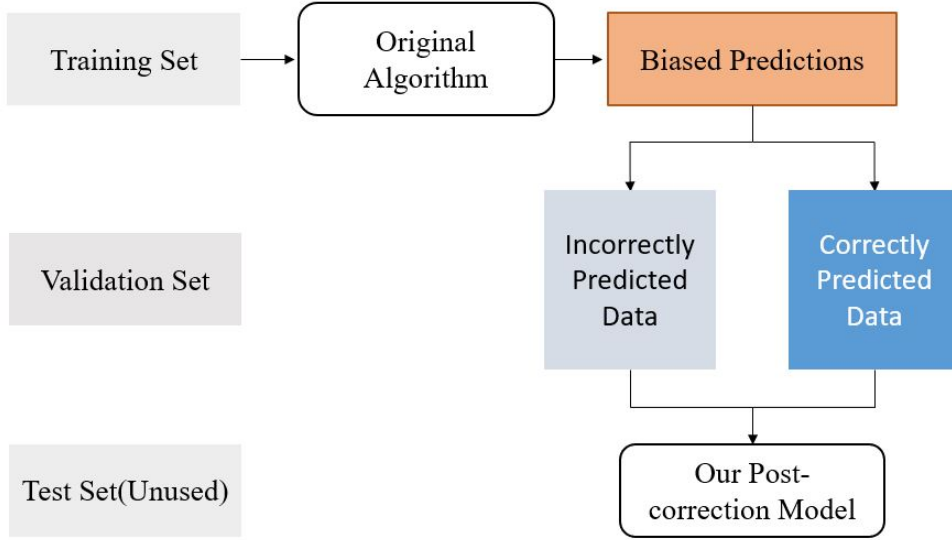 Training Set
Original
Algorithm
Biased Predictions
Validation Set
Incorrectly
Predicted
Data
Correctly
Predicted
Data
Test Set(Unused)
Our Post-
correction Model